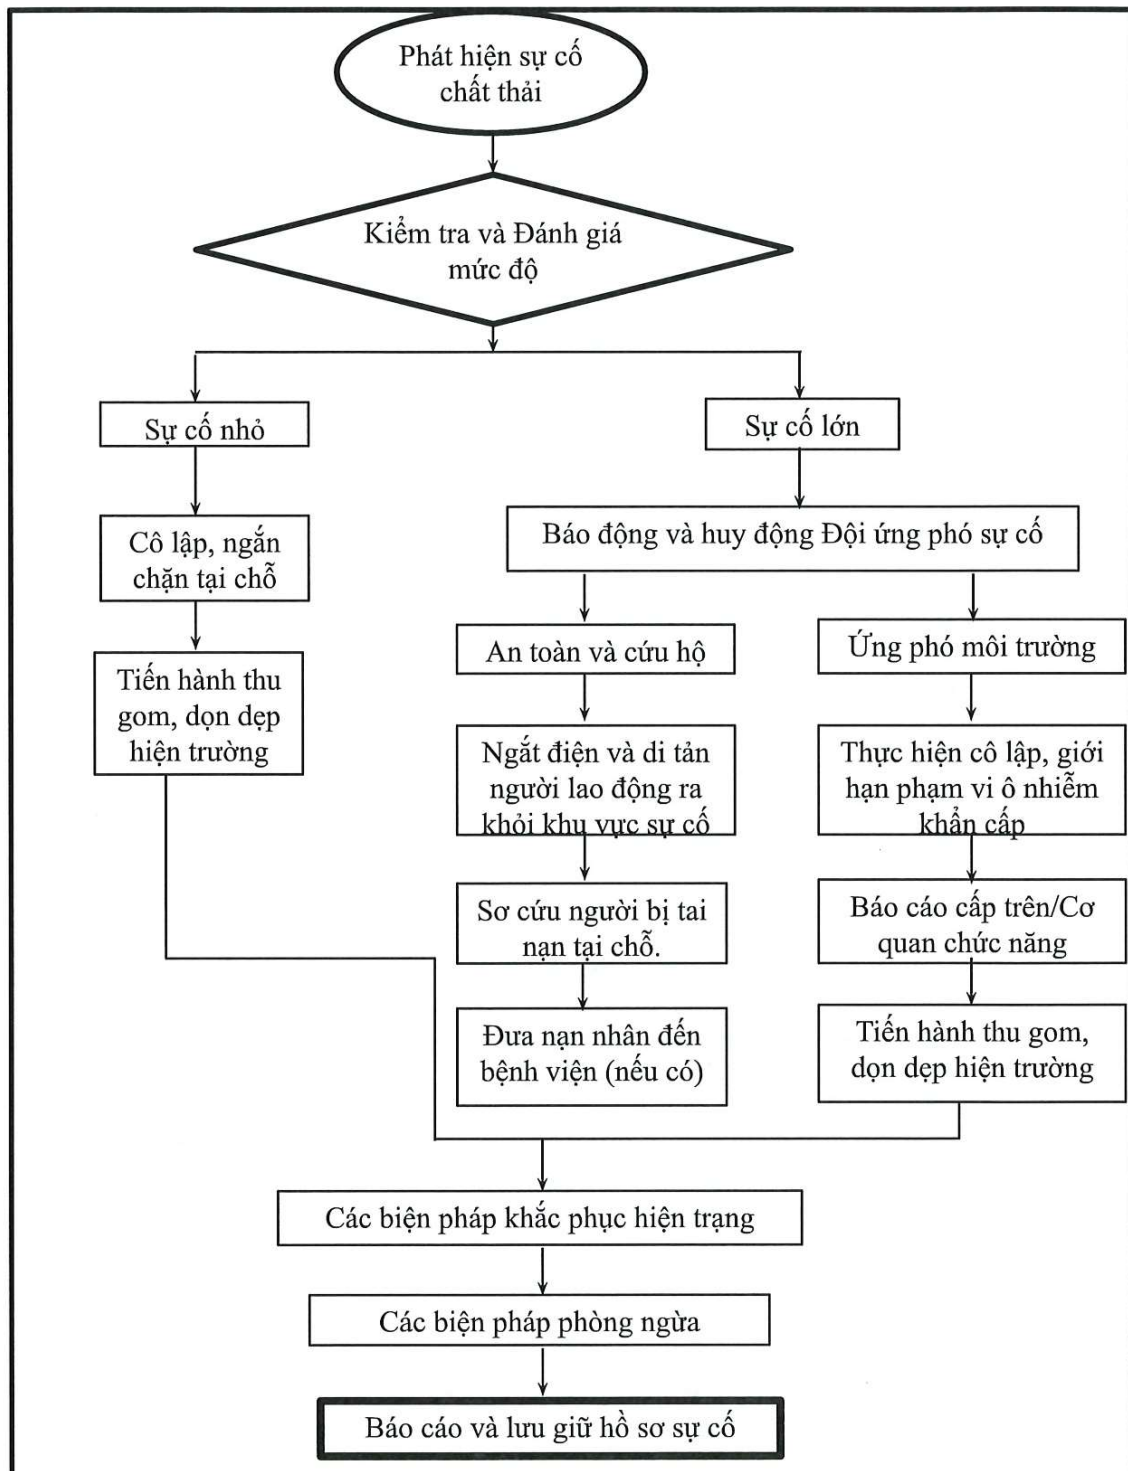 Phát hiện sự cố
chất thải
Kiểm tra và Đánh giá
mức độ
Sự cố nhỏ
Sự cố lớn
Cô lập, ngăn
chặn tại chỗ
Báo động và huy động Đội ứng phó sự cố
Tiến hành thu
gom, dọn dẹp
hiện trường
An toàn và cứu hộ
Ngắt điện và di tản
người lao động ra
khỏi khu vực sự cố
Sơ cứu người bị tai
nạn tại chỗ.
Đưa nạn nhân đến
bệnh viện (nếu có)
Ứng phó môi trường
Thực hiện cô lập, giới
hạn phạm vi ô nhiễm
khẩn cấp
Báo cáo cấp trên/Cơ
quan chức năng
Tiến hành thu gom,
dọn dẹp hiện trường
Các biện pháp khắc phục hiện trạng
Các biện pháp phòng ngừa
Báo cáo và lưu giữ hồ sơ sự cố